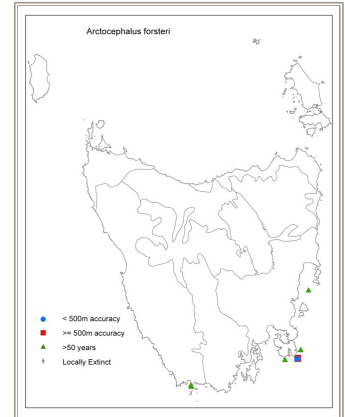 Arctocephalus forsteri
< 500m accuracy
>= 500m accuracy
>50 years
Locally Extinct